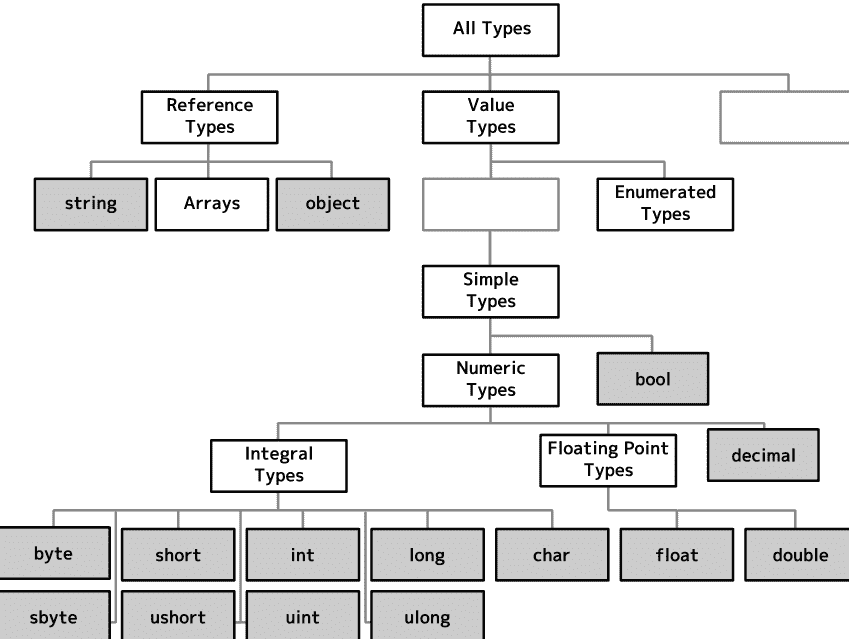 All Types
Reference
Types
Value
Types
string
Arrays
object
Enumerated
Types
Simple
Types
Numeric
Types
bool
Integral
Types
Floating Point
Types
decimal
byte
short
int
long
char
float
double
sbyte
ushort
uint
ulong